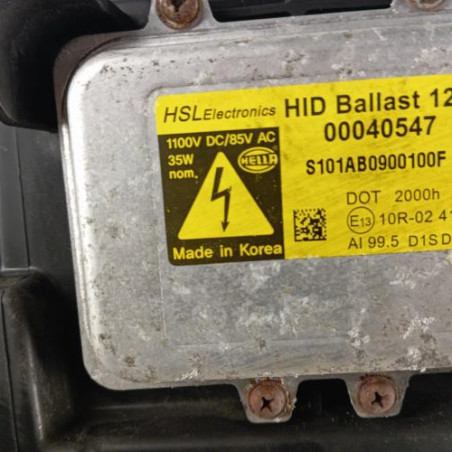 HSLElectronics HID Ballast 12
00040547
1100V DC/85V AC
35W
nom.
HELLA
S101AB0900100F
DOT 2000h
E13 10R-02 41
AI 99.5 D1S D
Made in Korea